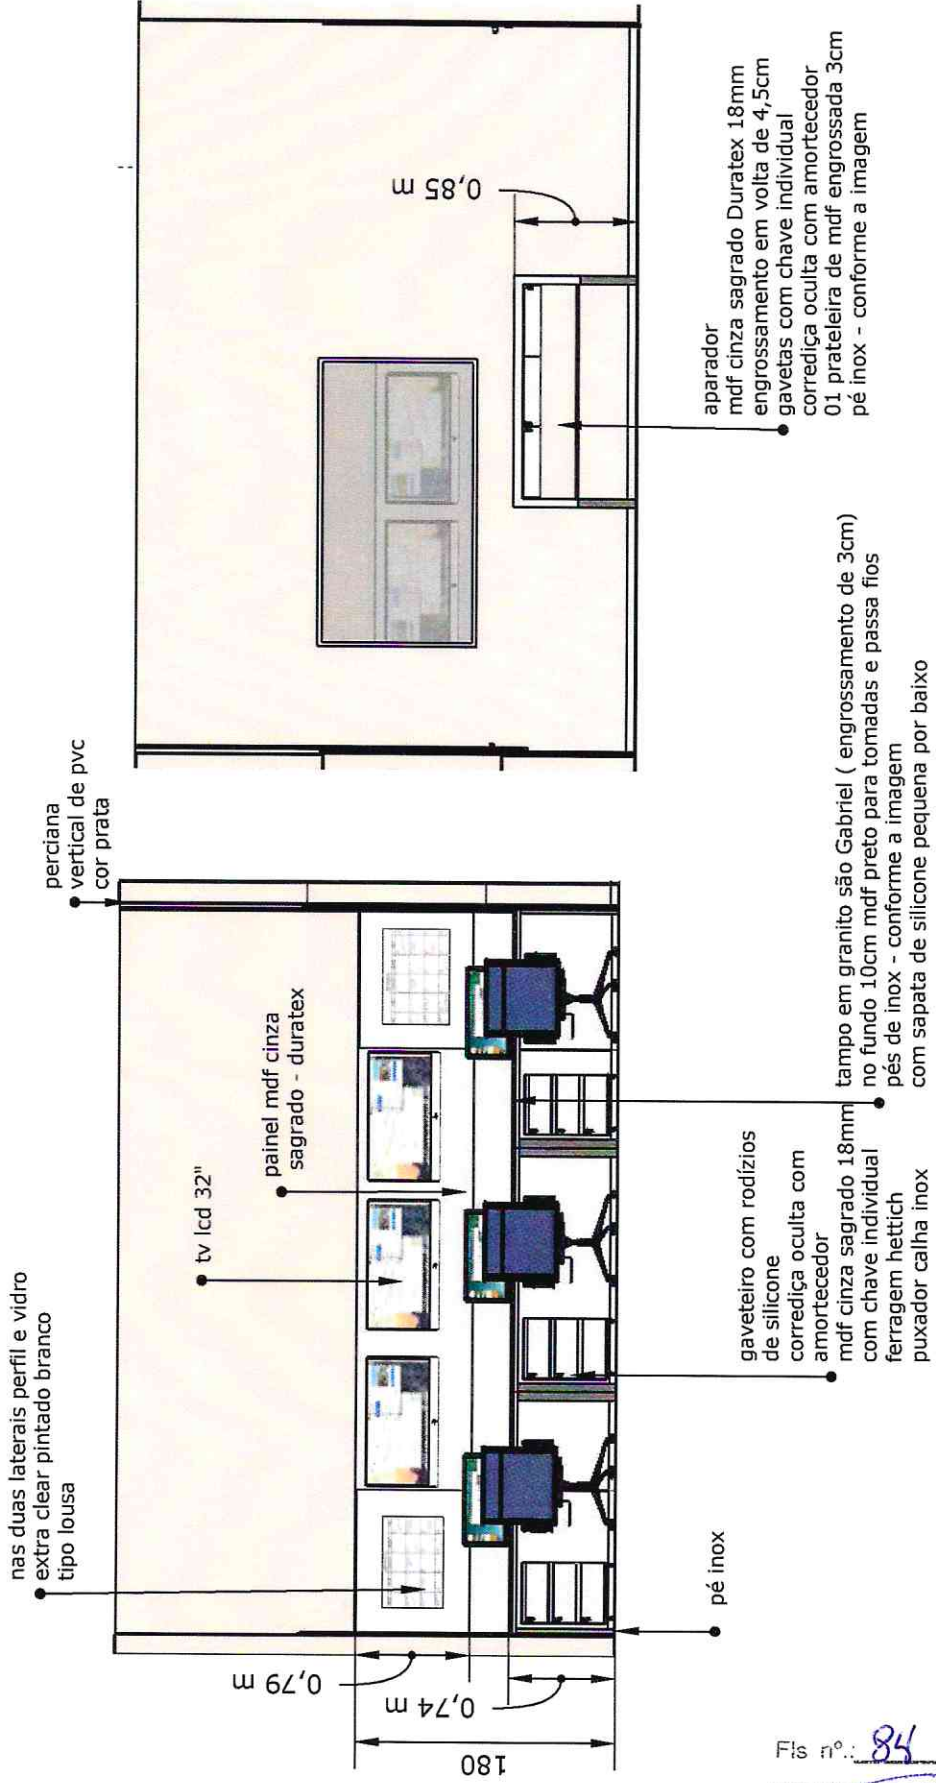 nas duas laterais perfil e vidro
extra clear pintado branco
tipo lousa
tv lcd 32"
painel mdf cinza
sagrado - duratex
perciana
vertical de pvc
cor prata
0,79 m
0,74 m
180
pé inox
gaveteiro com rodízios
de silicone
corrediça oculta com
amortecedor
mdf cinza sagrado 18mm
com chave individual
ferragem hettich
puxador calha inox
tampo em granito são Gabriel ( engrossamento de 3cm)
no fundo 10cm mdf preto para tomadas e passa fios
pés de inox - conforme a imagem
com sapata de silicone pequena por baixo
0,85 m
aparador
mdf cinza sagrado Duratex 18mm
engrossamento em volta de 4,5cm
gavetas com chave individual
corrediça oculta com amortecedor
01 prateleira de mdf engrossada 3cm
pé inox - conforme a imagem
Fls nº.: 84